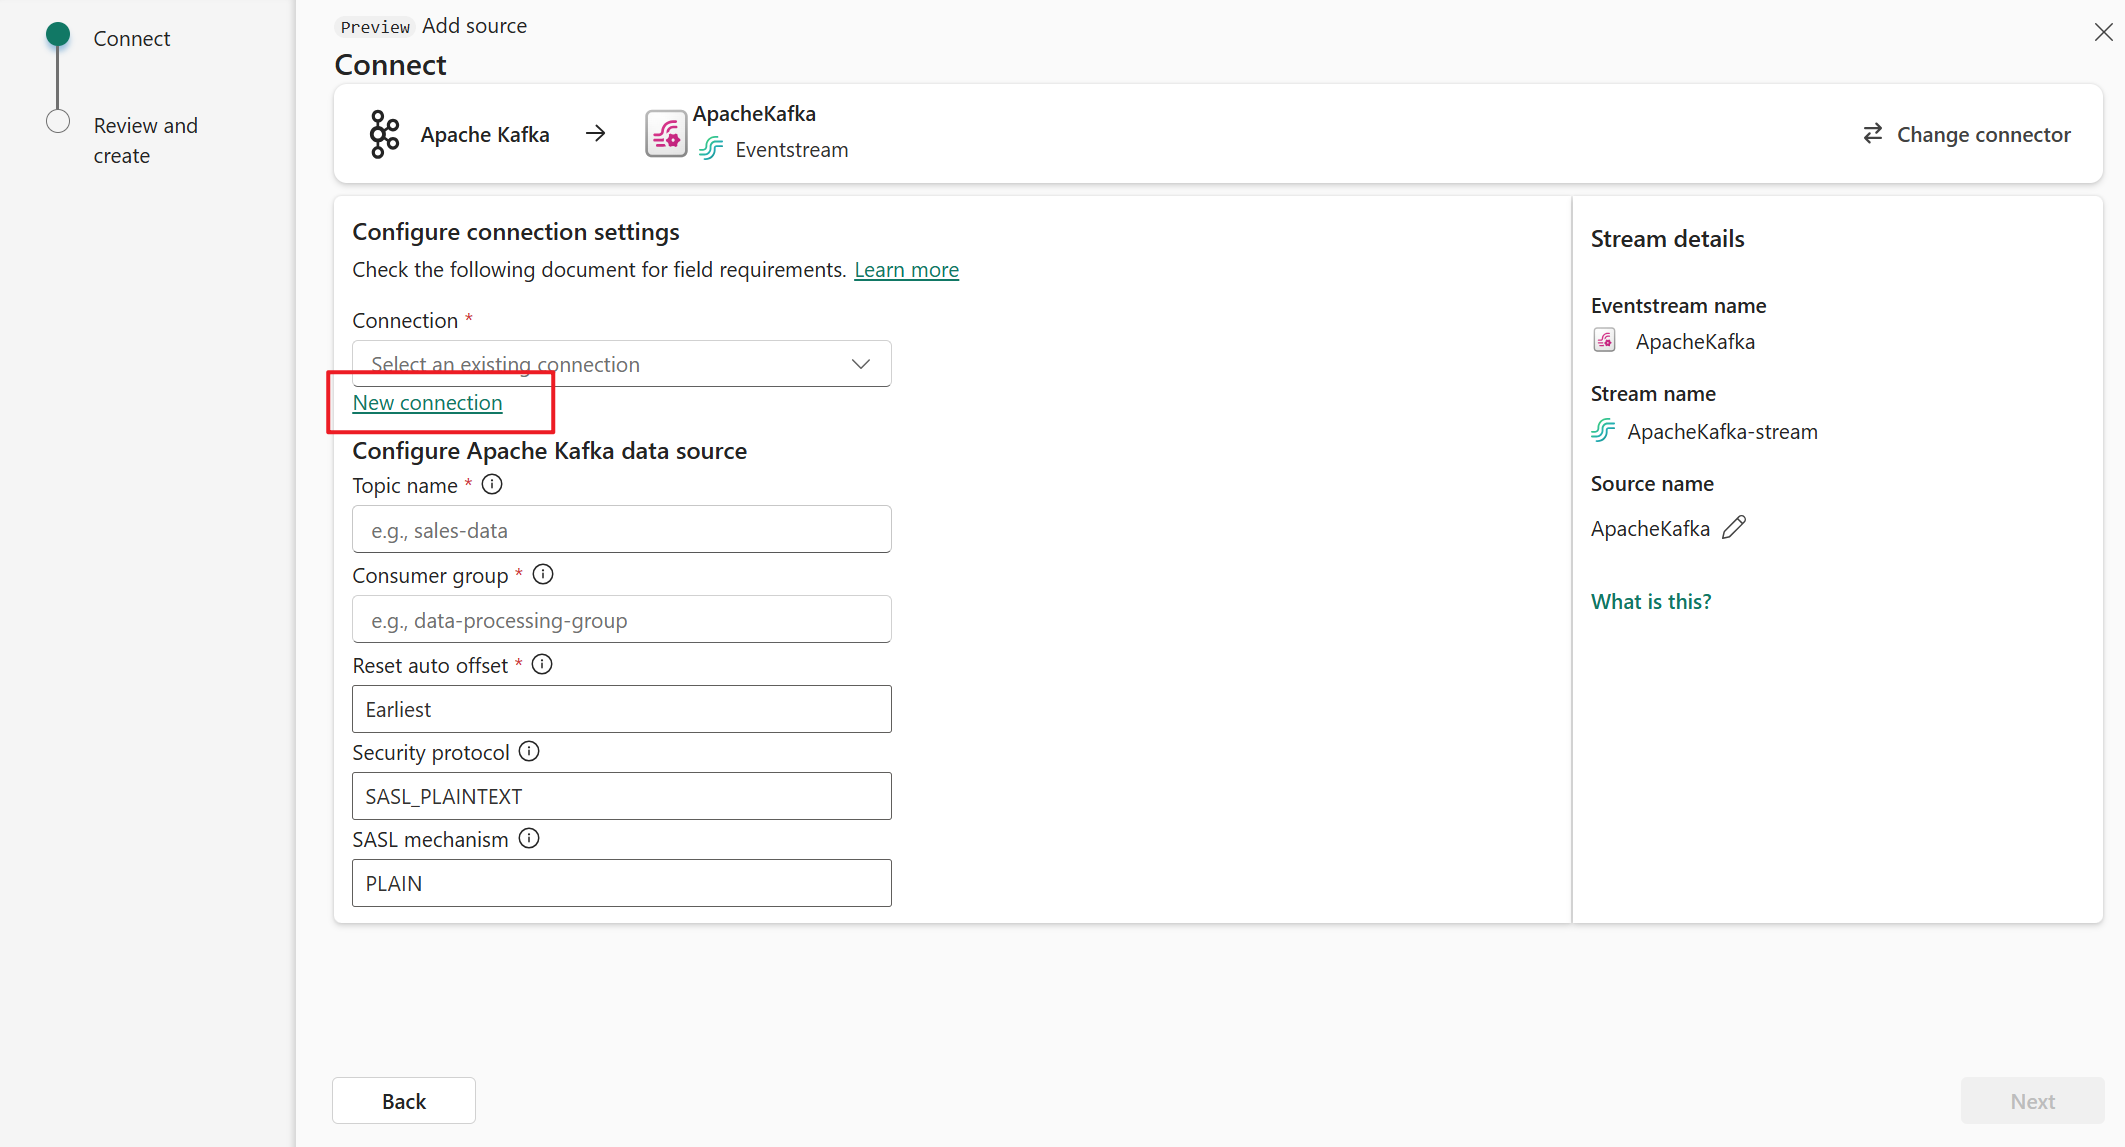 Connect
Review and
create
Preview Add source
Connect
Apache Kafka
ApacheKafka
Eventstream
Change connector
Configure connection settings
Check the following document for field requirements. Learn more
Connection *
Select an existing connection
New connection
Configure Apache Kafka data source
Topic name *
e.g., sales-data
Consumer group *
e.g., data-processing-group
Reset auto offset *
Earliest
Security protocol
SASL_PLAINTEXT
SASL mechanism
PLAIN
Stream details
Eventstream name
ApacheKafka
Stream name
ApacheKafka-stream
Source name
ApacheKafka
What is this?
Back
Next